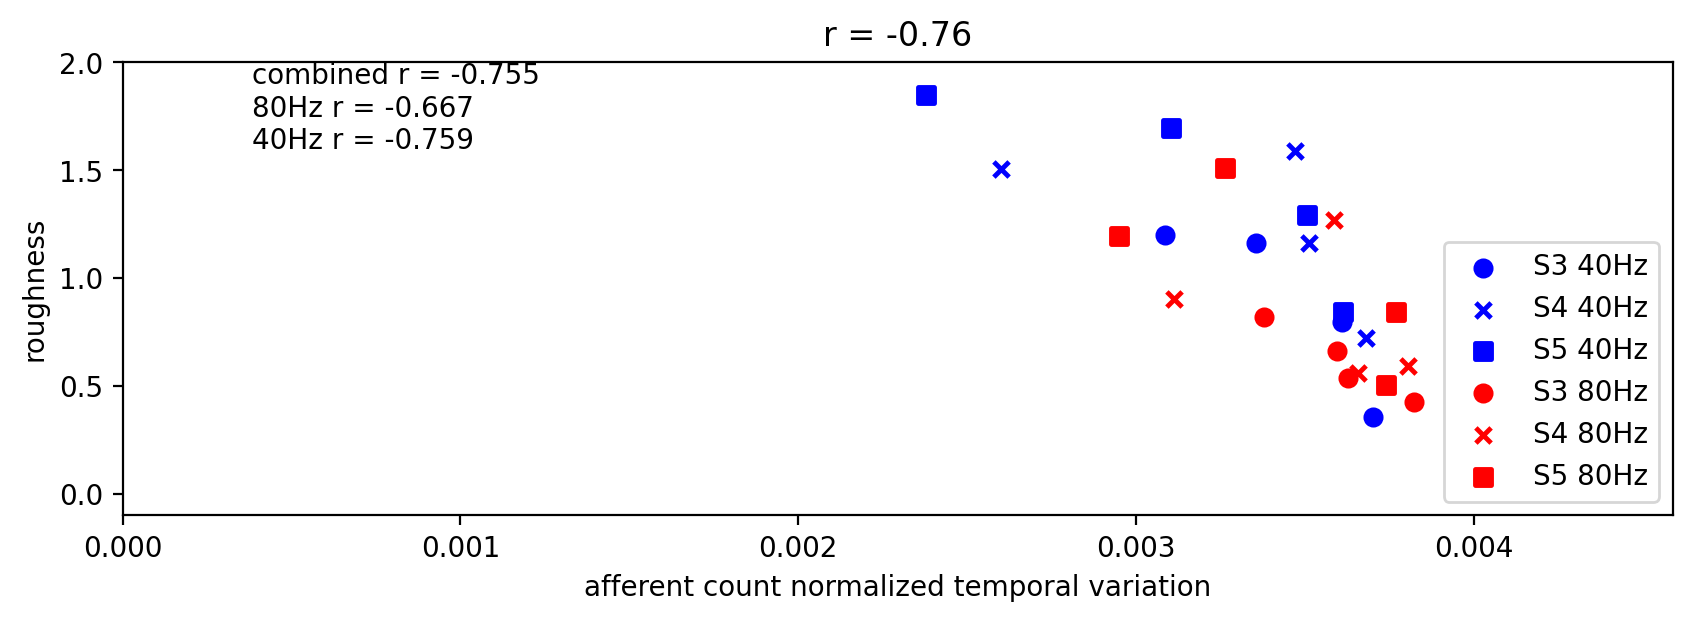 r = -0.76
combined r = -0.755
80Hz r = -0.667
40Hz r = -0.759
2.0
1.5
1.0
0.5
0.0
roughness
S3 40Hz
S4 40Hz
S5 40Hz
S3 80Hz
S4 80Hz
S5 80Hz
0.000 0.001 0.002 0.003 0.004
afferent count normalized temporal variation